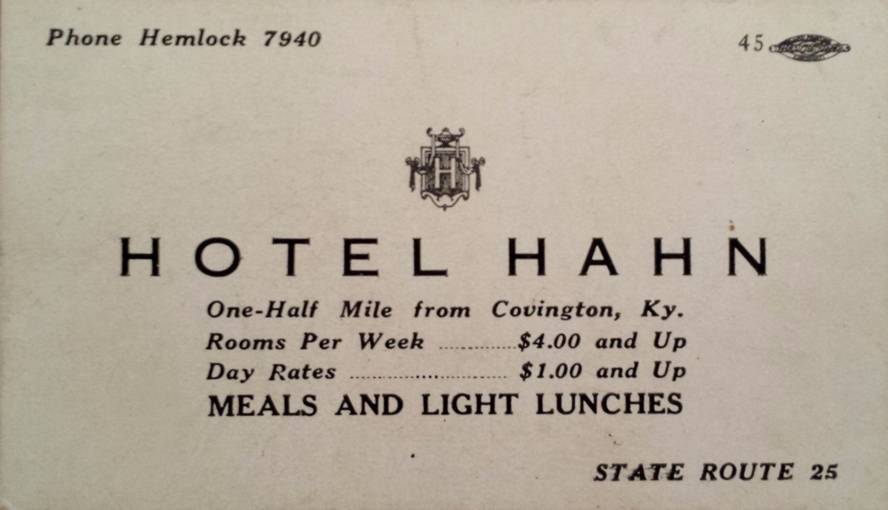 Phone Hemlock 7940
45
H
HOTEL HAHN
One-Half Mile from Covington, Ky.
Rooms Per Week ............$4.00 and Up
Day Rates .......................... $1.00 and Up
MEALS AND LIGHT LUNCHES
STATE ROUTE 25